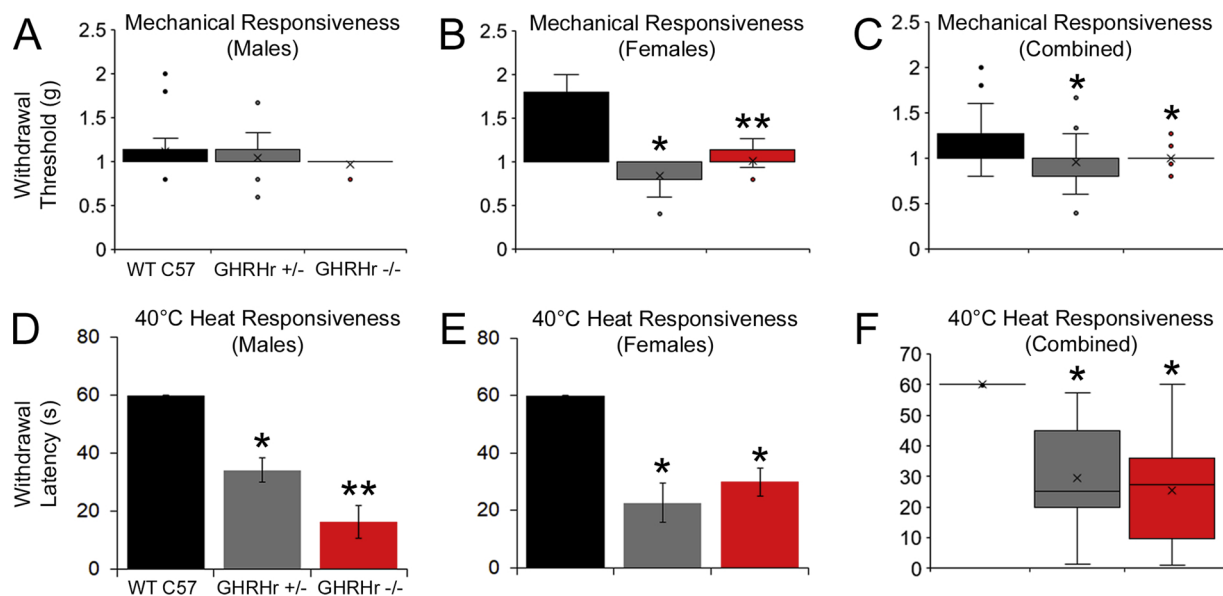 A
Mechanical Responsiveness
(Males)
Withdrawal
Threshold (g)
2.5
2
1.5
1
0.5
0
WT C57 GHRHr +/- GHRHr -/-
B
Mechanical Responsiveness
(Females)
2.5
2
1.5
1
0.5
0
*
**
C
Mechanical Responsiveness
(Combined)
2.5
2
1.5
1
0.5
0
*
*
D
40°C Heat Responsiveness
(Males)
Withdrawal
Latency (s)
80
60
40
20
0
*
**
WT C57 GHRHr +/- GHRHr -/-
E
40°C Heat Responsiveness
(Females)
80
60
40
20
0
*
*
F
40°C Heat Responsiveness
(Combined)
70
60
50
40
30
20
10
0
*
*